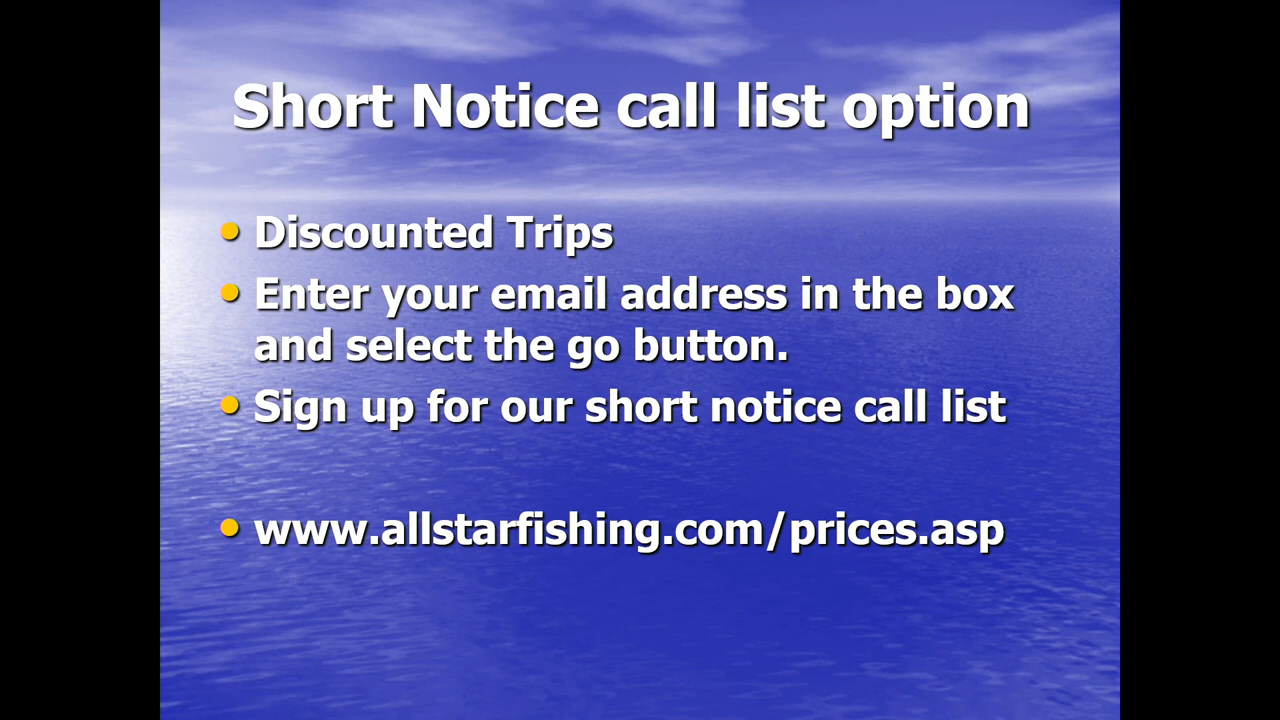 Short Notice call list option
• Discounted Trips
• Enter your email address in the box
and select the go button.
• Sign up for our short notice call list
• www.allstarfishing.com/prices.asp